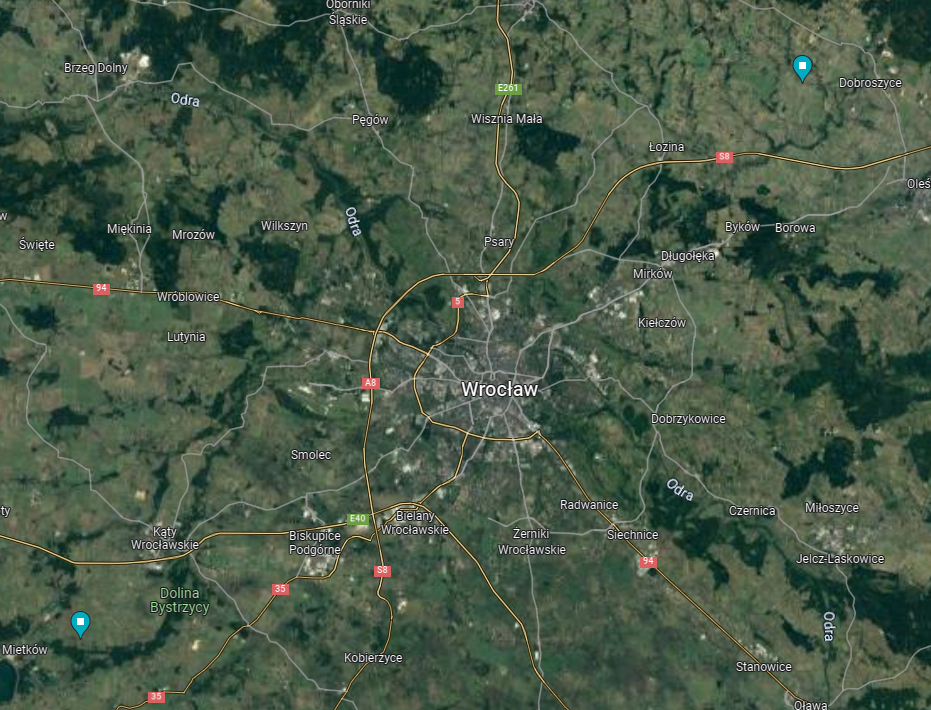 Oborniki
Śląskie
Brzeg Dolny
Dobroszyce
E261
Odra
Pęgów
Wisznia Mała
Łozina
S8
Oleś
w
Miękinia
Mrozów
Wilkszyn
Odra
Byków
Borowa
Święte
Psary
Długołęka
Mirków
94
Wróblowice
5
Lutynia
Kiełczów
A8
Wrocław
Dobrzykowice
Smolec
Odra
ty
Radwanice
Czernica
Miłoszyce
E40
Bielany
Wrocławskie
Kąty
Wrocławskie
Biskupice
Podgórne
Żerniki
Wrocławskie
Siechnice
94
Jelcz-Laskowice
S8
35
Dolina
Bystrzycy
Odra
Mietków
Kobierzyce
Stanowice
35
Oława